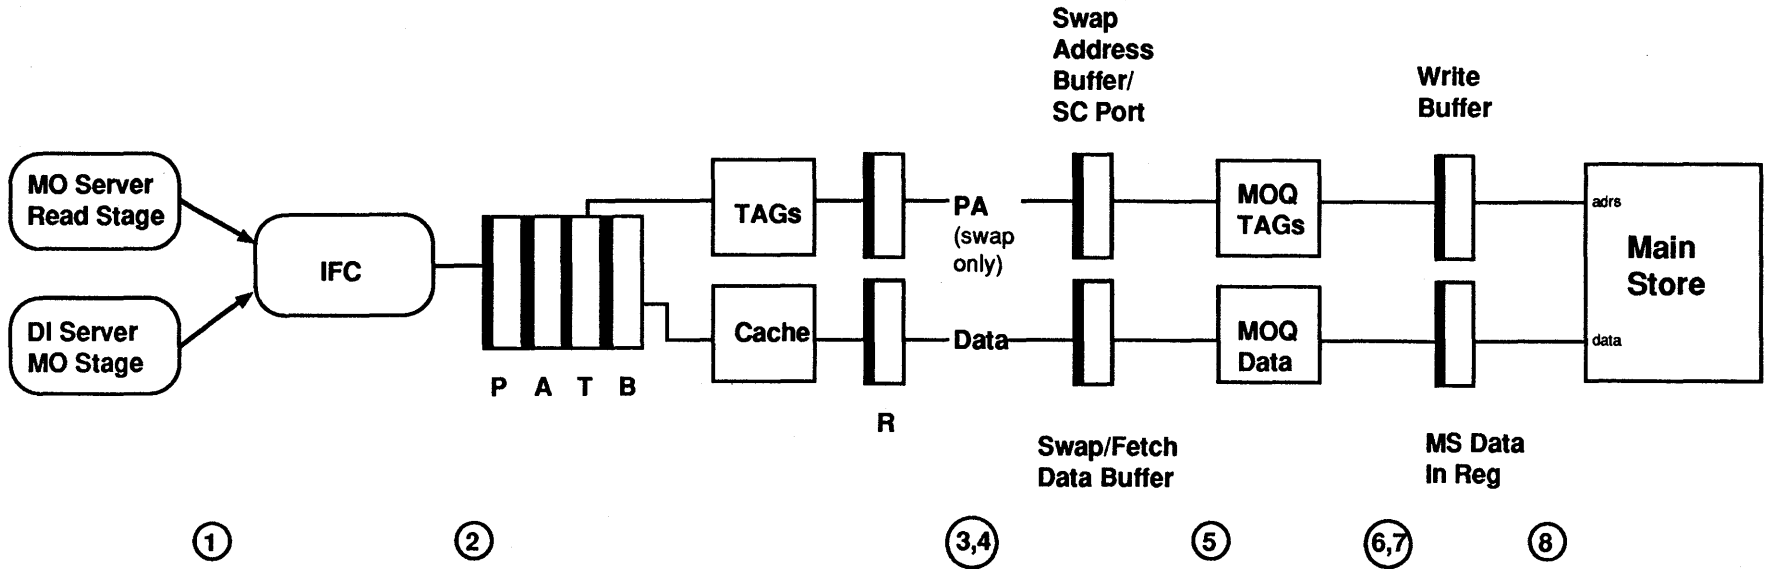 Swap
Address
Buffer/
SC Port
Write
Buffer
MO Server
Read Stage
DI Server
MO Stage
IFC
P A T B
TAGs
Cache
R
PA
(swap
only)
Data
MOQ
TAGs
MOQ
Data
adrs
Main
Store
data
Swap/Fetch
Data Buffer
MS Data
In Reg
1
2
3,4
5
6,7
8